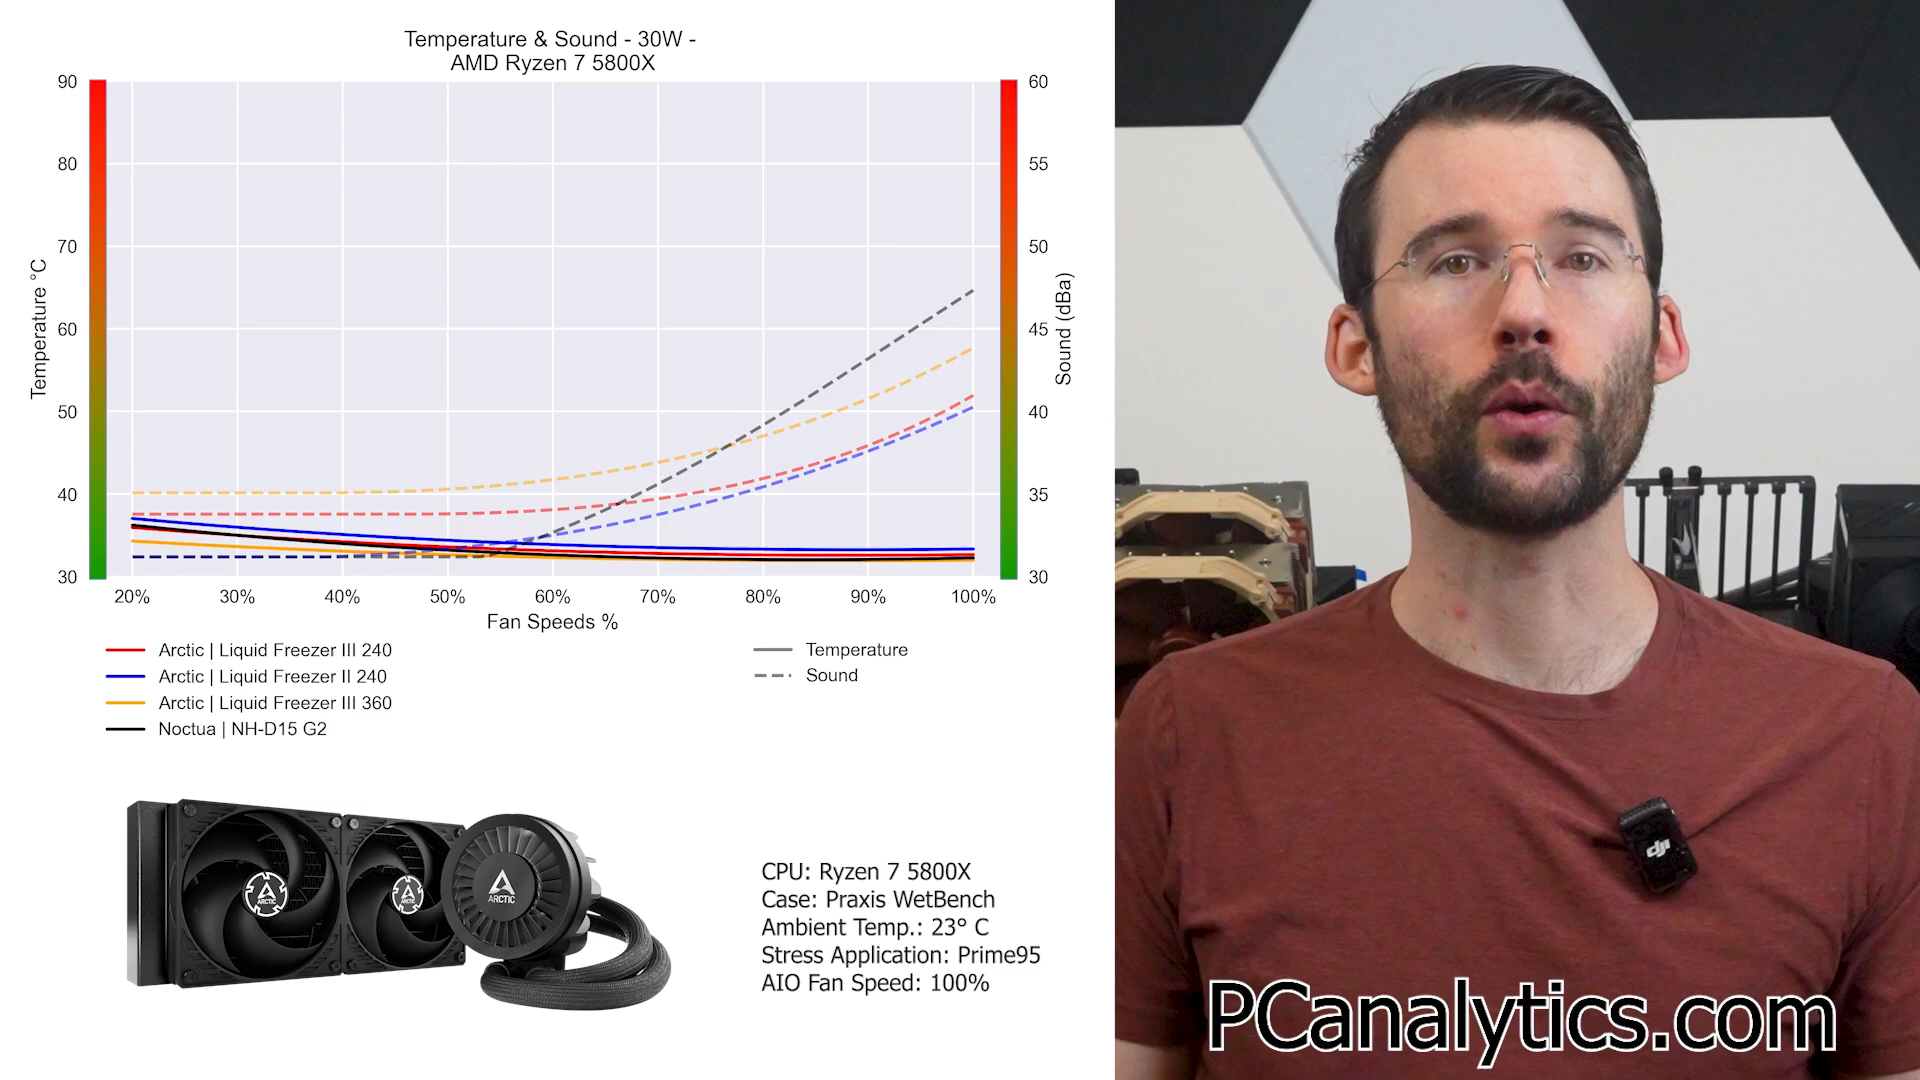 Temperature & Sound - 30W -
AMD Ryzen 7 5800X
90
80
70
60
50
40
30
Temperature °C
60
55
50
45
40
35
30
Sound (dBa)
20%
30%
40%
50%
60%
70%
80%
90%
100%
Fan Speeds %
Arctic | Liquid Freezer III 240
Arctic | Liquid Freezer II 240
Arctic | Liquid Freezer III 360
Noctua | NH-D15 G2
Temperature
Sound
ARCTIC
ARCTIC
ARCTIC
CPU: Ryzen 7 5800X
Case: Praxis WetBench
Ambient Temp.: 23° C
Stress Application: Prime95
AIO Fan Speed: 100%
dji
PCanalytics.com